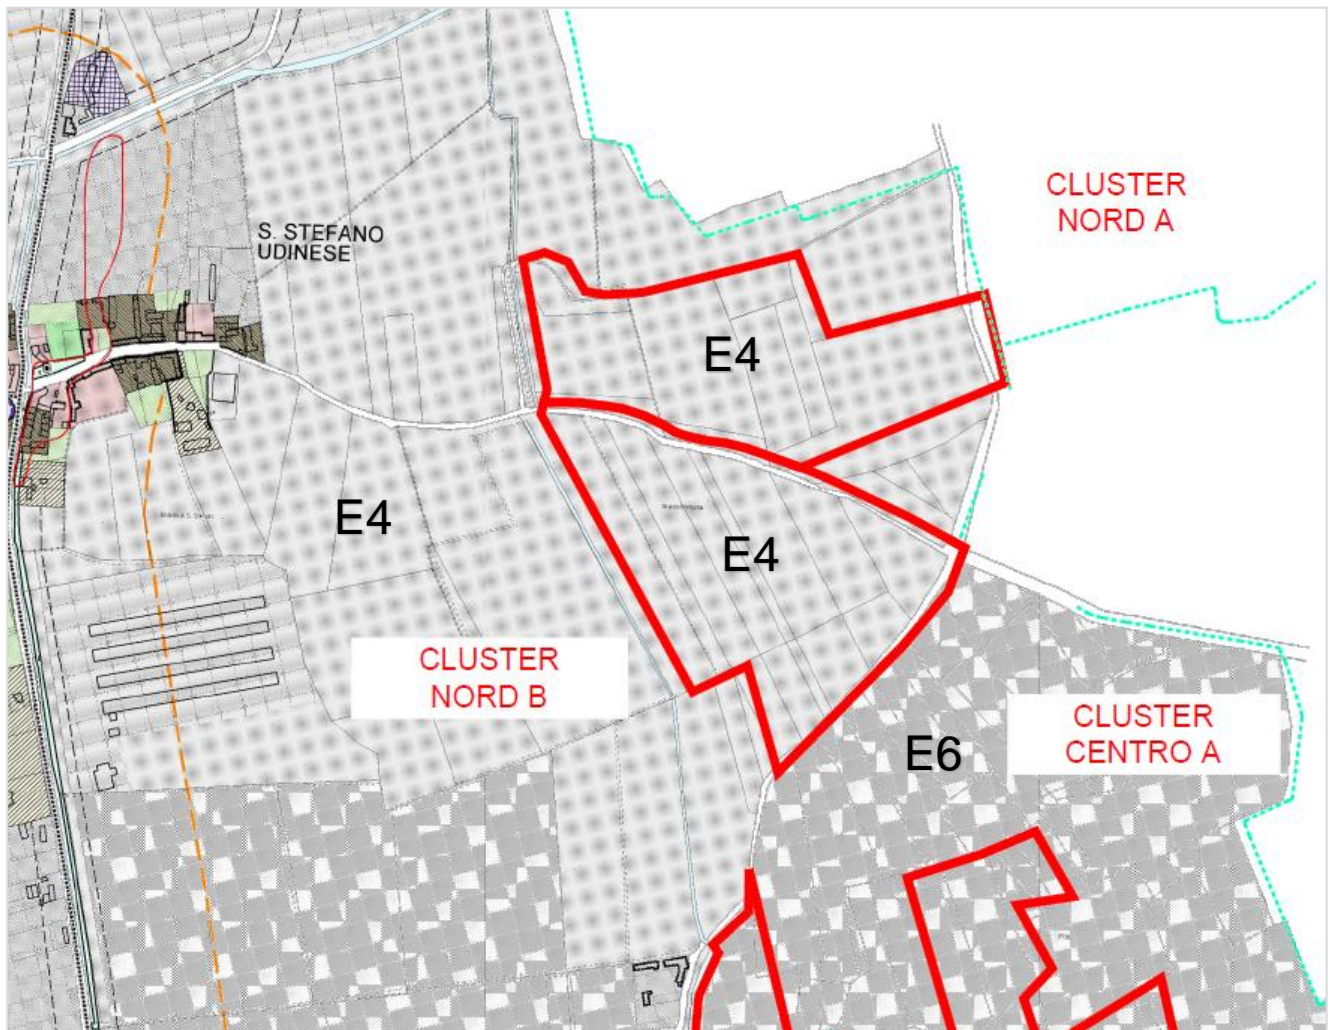 CLUSTER
NORD A
S. STEFANO
UDINESE
E4
E4
E4
CLUSTER
NORD B
CLUSTER
CENTRO A
E6